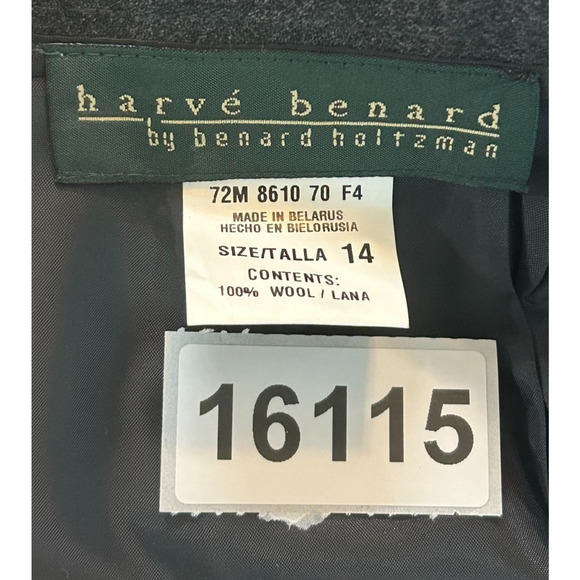 harvé benard
by benard holtzman
72M 8610 70 F4
MADE IN BELARUS
HECHO EN BIELORUSIA
SIZE/TALLA 14
CONTENTS:
100% WOOL / LANA
16115